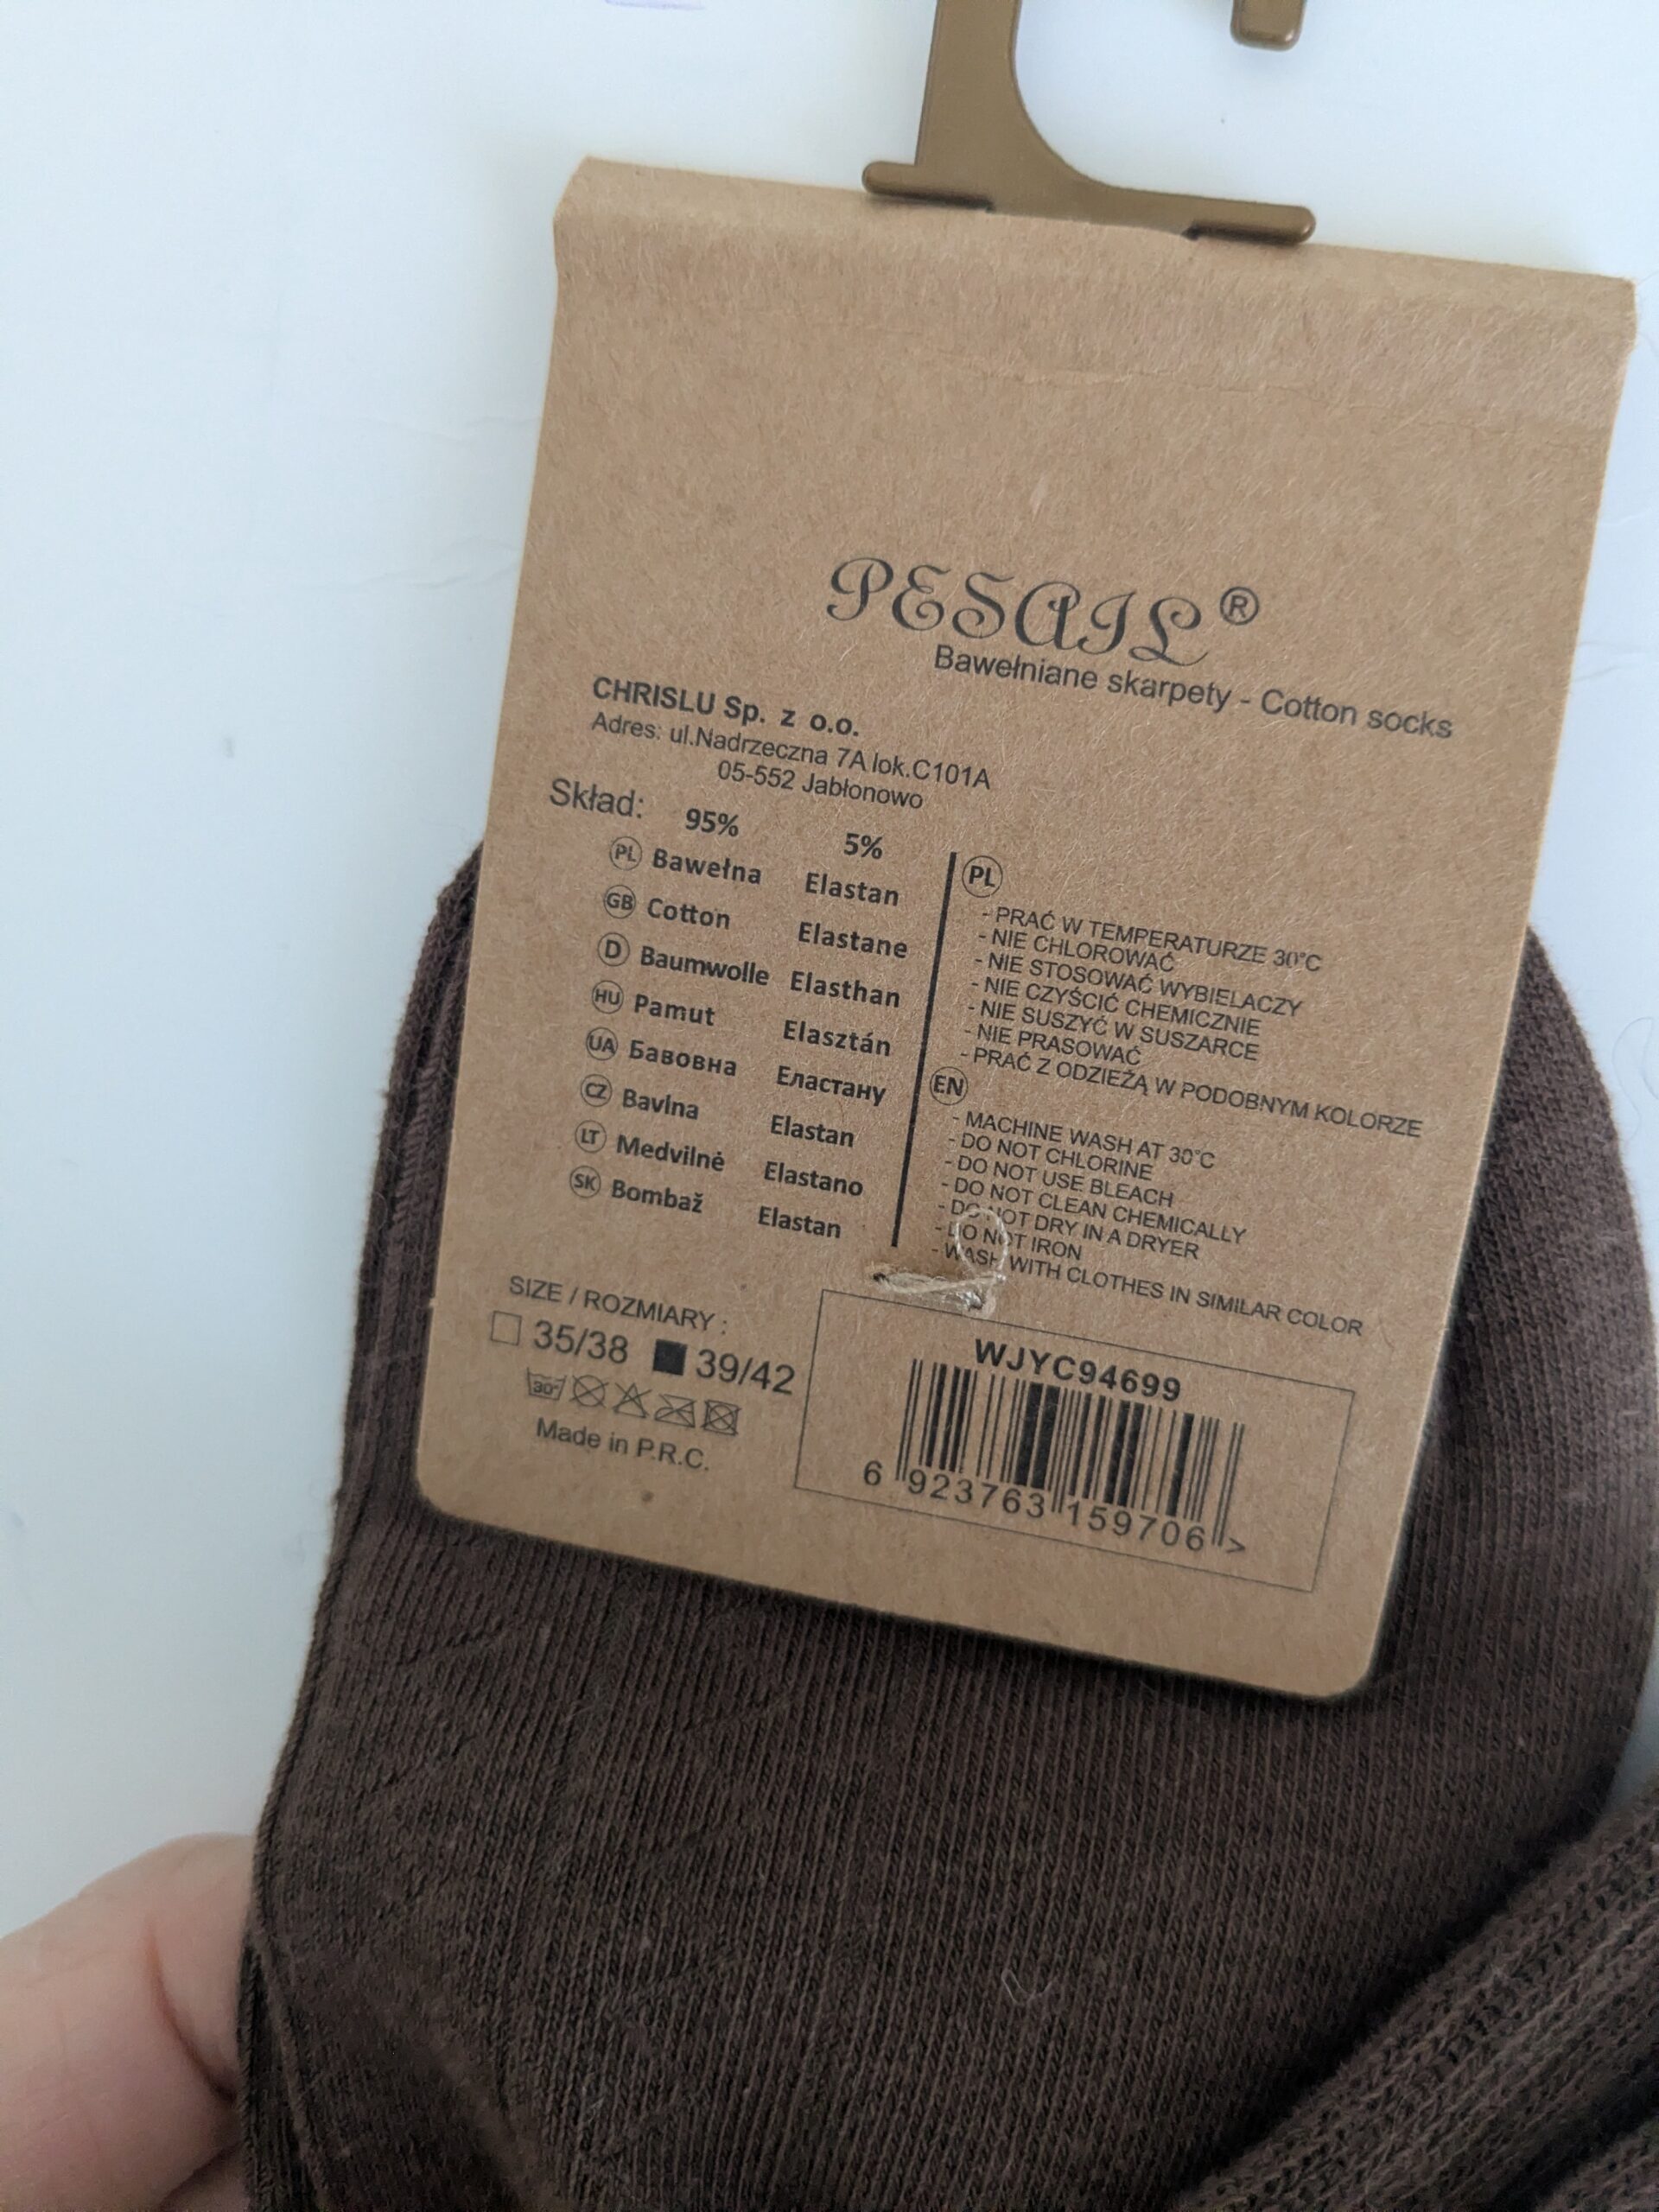 PESAIL®
Bawełniane skarpety - Cotton socks
CHRISLU Sp. z o.o.
Adres: ul.Nadrzeczna 7A lok.C101A
05-552 Jabłonowo
Skład: 95% 5%
PL Bawełna Elastan
GB Cotton Elastane
D Baumwolle Elasthan
HU Pamut Elasztán
UA Бавовна Еластану
CZ Bavlna Elastan
LT Medvilnė Elastano
SK Bombaž Elastan
PL
- PRAĆ W TEMPERATURZE 30°C
- NIE CHLOROWAĆ
- NIE STOSOWAĆ WYBIELACZY
- NIE CZYŚCIĆ CHEMICZNIE
- NIE SUSZYĆ W SUSZARCE
- NIE PRASOWAĆ
- PRAĆ Z ODZIEŻĄ W PODOBNYM KOLORZE
EN
- MACHINE WASH AT 30°C
- DO NOT CHLORINE
- DO NOT USE BLEACH
- DO NOT CLEAN CHEMICALLY
- DO NOT DRY IN A DRYER
- DO NOT IRON
- WASH WITH CLOTHES IN SIMILAR COLOR
SIZE / ROZMIARY :
35/38 39/42
30°
Made in P.R.C.
WJYC94699
6 923763 159706 >